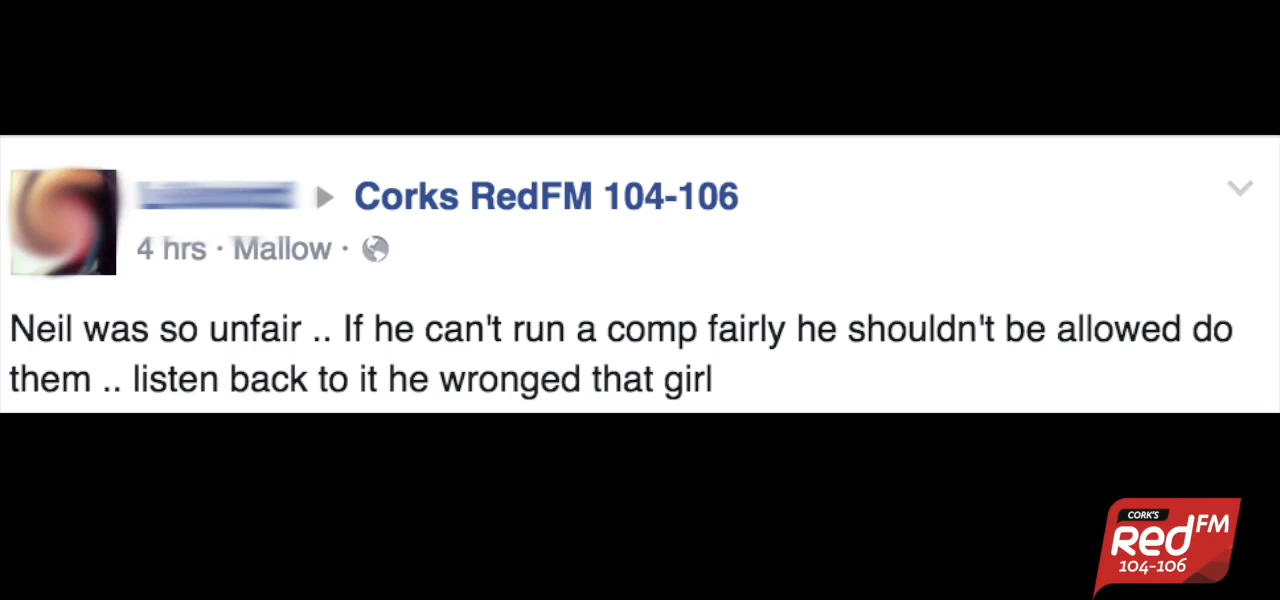 Corks RedFM 104-106
4 hrs · Mallow ·
Neil was so unfair .. If he can't run a comp fairly he shouldn't be allowed do
them .. listen back to it he wronged that girl
CORK'S
Red FM
104-106